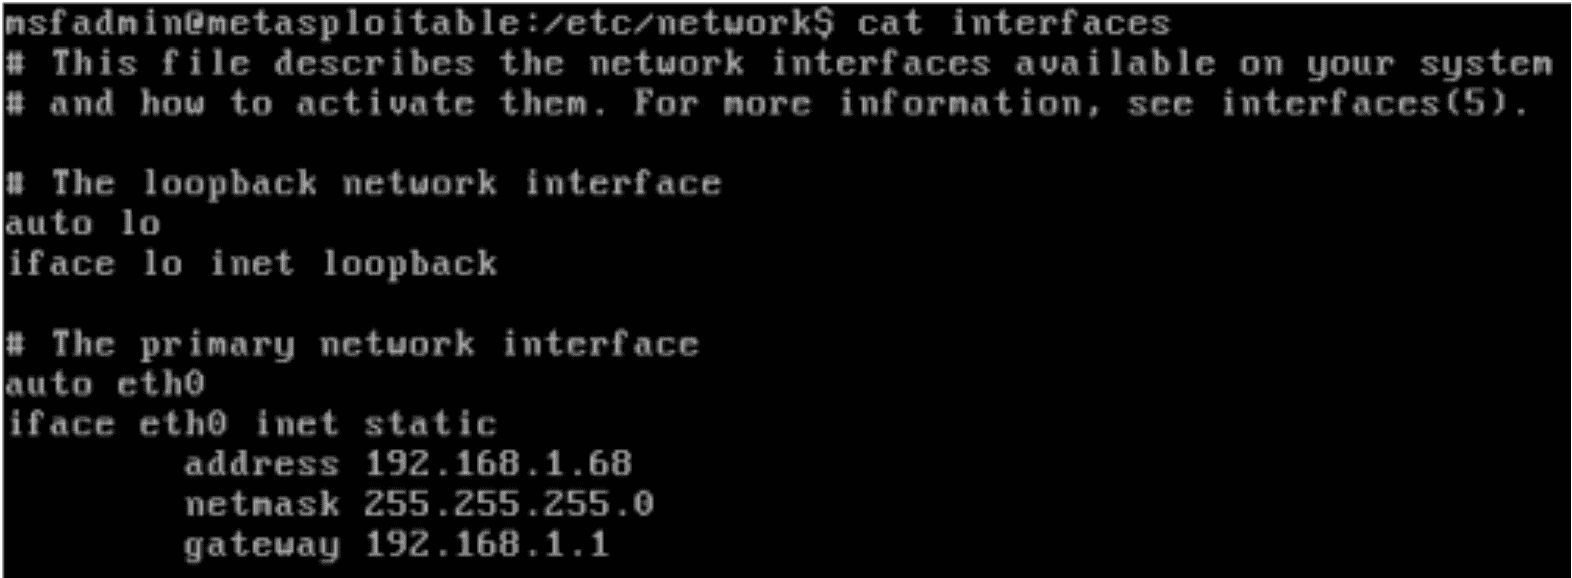 msfadmin@metasploitable:/etc/network$ cat interfaces
# This file describes the network interfaces available on your system
# and how to activate them. For more information, see interfaces(5).
# The loopback network interface
auto lo
iface lo inet loopback
# The primary network interface
auto eth0
iface eth0 inet static
address 192.168.1.68
netmask 255.255.255.0
gateway 192.168.1.1